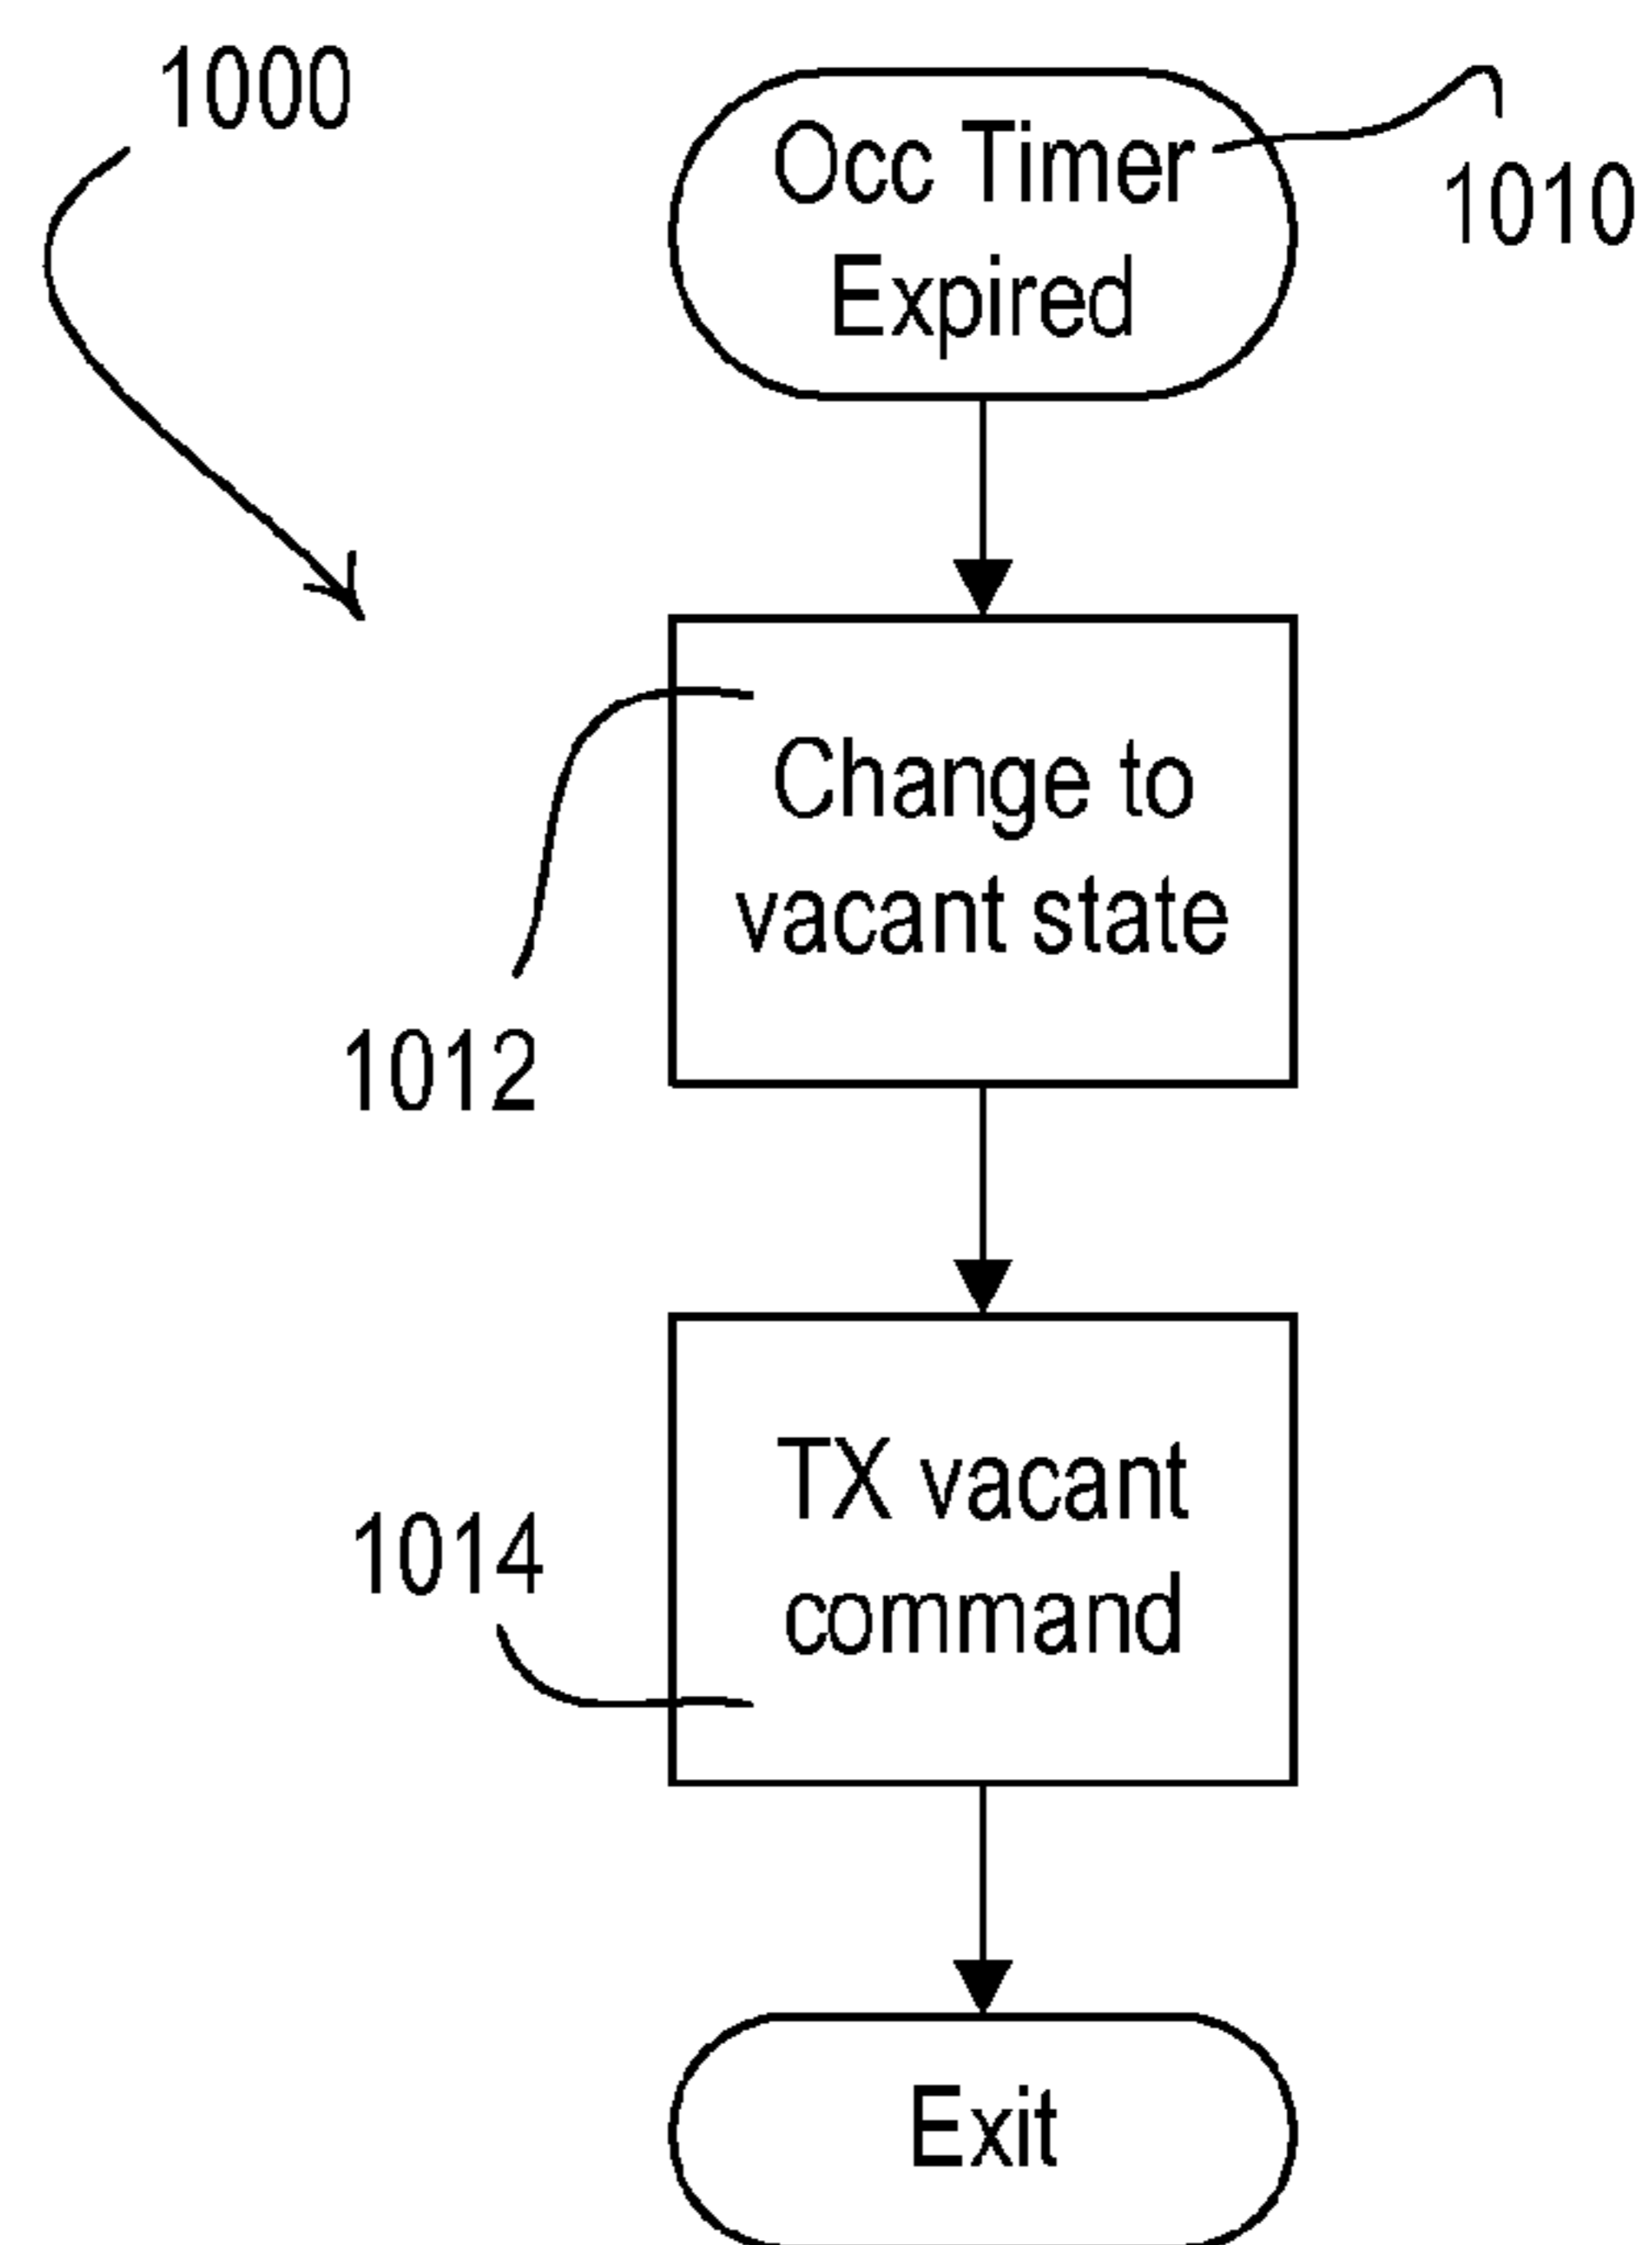 1000
Occ Timer
Expired
1010
Change to
vacant state
1012
TX vacant
command
1014
Exit